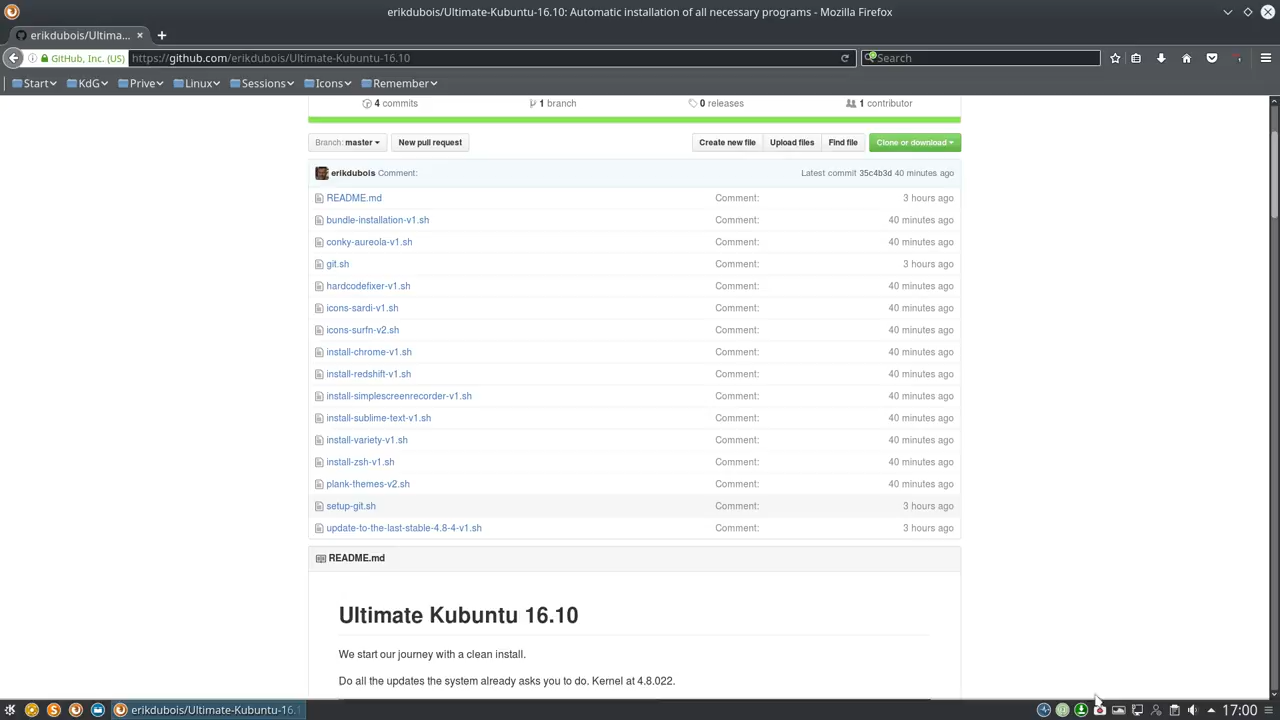 erikdubois/Ultimate-Kubuntu-16.10: Automatic installation of all necessary programs - Mozilla Firefox
erikdubois/Ultima...
GitHub, Inc. (US) https://github.com/erikdubois/Ultimate-Kubuntu-16.10 Search
Start KdG Prive Linux Sessions Icons Remember
4 commits 1 branch 0 releases 1 contributor
Branch: master New pull request Create new file Upload files Find file Clone or download
erikdubois Comment: Latest commit 35c4b3d 40 minutes ago
README.md Comment: 3 hours ago
bundle-installation-v1.sh Comment: 40 minutes ago
conky-aureola-v1.sh Comment: 40 minutes ago
git.sh Comment: 3 hours ago
hardcodefixer-v1.sh Comment: 40 minutes ago
icons-sardi-v1.sh Comment: 40 minutes ago
icons-surfn-v2.sh Comment: 40 minutes ago
install-chrome-v1.sh Comment: 40 minutes ago
install-redshift-v1.sh Comment: 40 minutes ago
install-simplescreenrecorder-v1.sh Comment: 40 minutes ago
install-sublime-text-v1.sh Comment: 40 minutes ago
install-variety-v1.sh Comment: 40 minutes ago
install-zsh-v1.sh Comment: 40 minutes ago
plank-themes-v2.sh Comment: 40 minutes ago
setup-git.sh Comment: 3 hours ago
update-to-the-last-stable-4.8-4-v1.sh Comment: 3 hours ago
README.md
Ultimate Kubuntu 16.10
We start our journey with a clean install.
Do all the updates the system already asks you to do. Kernel at 4.8.022.
erikdubois/Ultimate-Kubuntu-16.1 17:00